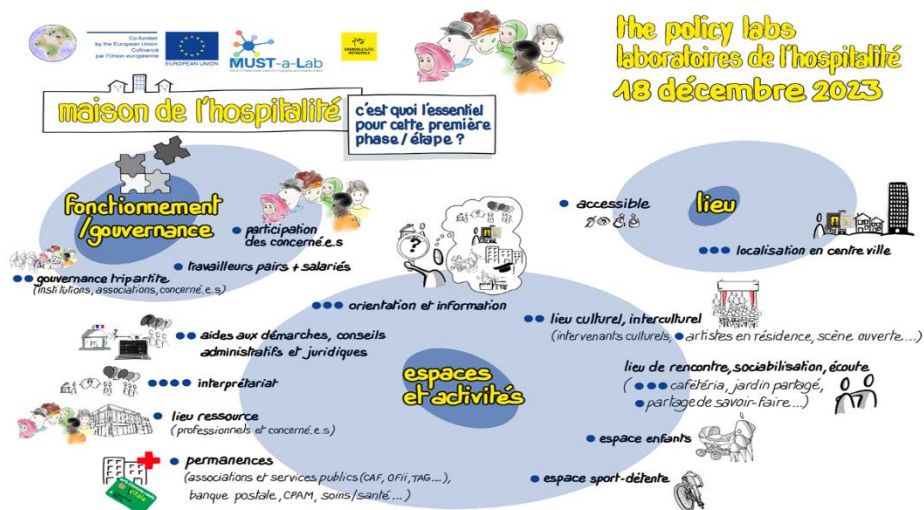 Co-funded
by the European Union
Cofinancé
par l'Union européenne
EUROPEAN UNION
MUST-a-Lab
GRENOBLE ALPES
MÉTROPOLE
the policy labs
laboratoires de l'hospitalité
18 décembre 2023
maison de l'hospitalité
c'est quoi l'essentiel
pour cette première
phase / étape ?
fonctionnement
/gouvernance
participation
des concerné.e.s
travailleurs pairs + salariés
gouvernance tripartite
(institutions, associations, concerné.e.s)
lieu
accessible
localisation en centre ville
espaces
et activités
orientation et information
aides aux démarches, conseils
administratifs et juridiques
interprétariat
lieu ressource
(professionnels et concerné.e.s)
permanences
(associations et services publics (CAF, OFII, TAG...),
banque postale, CPAM, soins/santé...)
lieu culturel, interculturel
(intervenants culturels, artistes en résidence, scène ouverte....)
lieu de rencontre, sociabilisation, écoute
(cafétéria, jardin partagé,
partage de savoir-faire...)
espace enfants
espace sport-détente
vitale